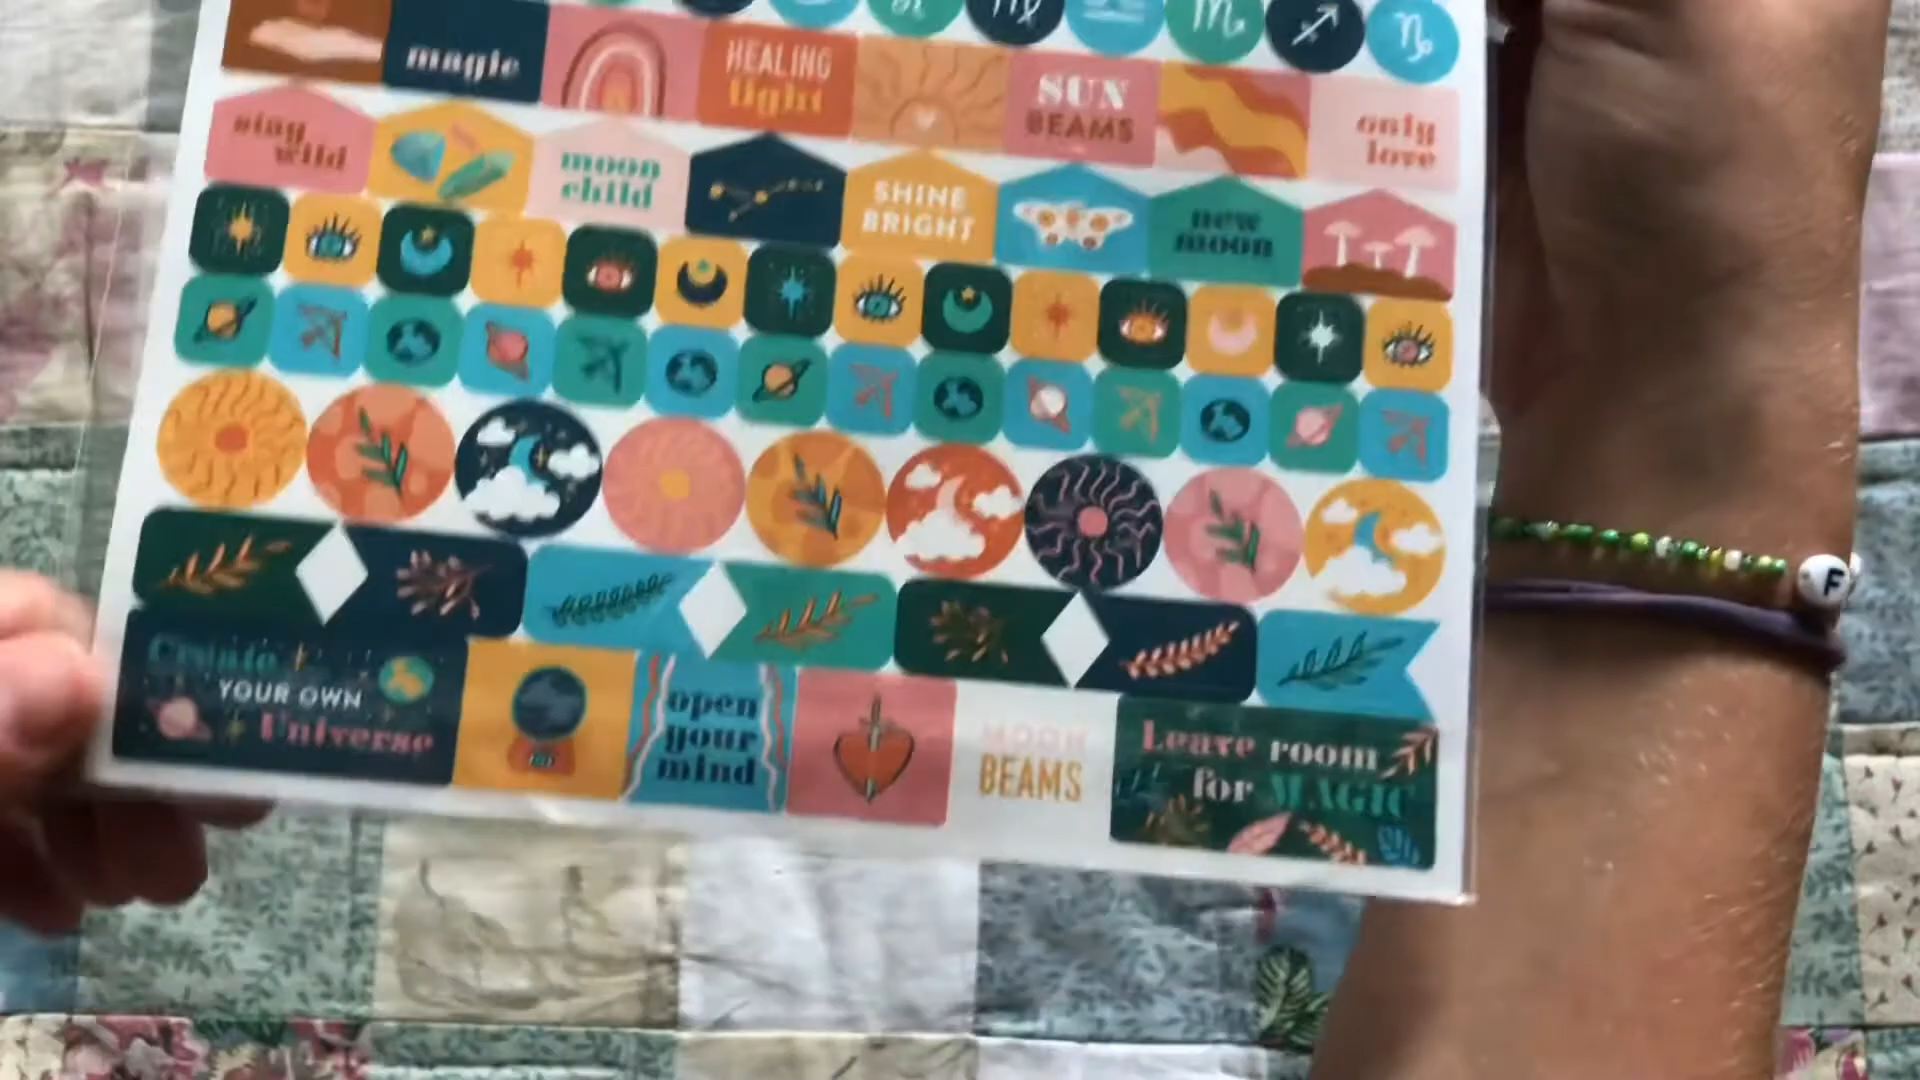 magic
HEALING
light
SUN
BEAMS
only
love
stay
wild
moon
child
SHINE
BRIGHT
new
moon
F
Create
YOUR OWN
Universe
open
your
mind
MOON
BEAMS
Leave room
for MAGIC